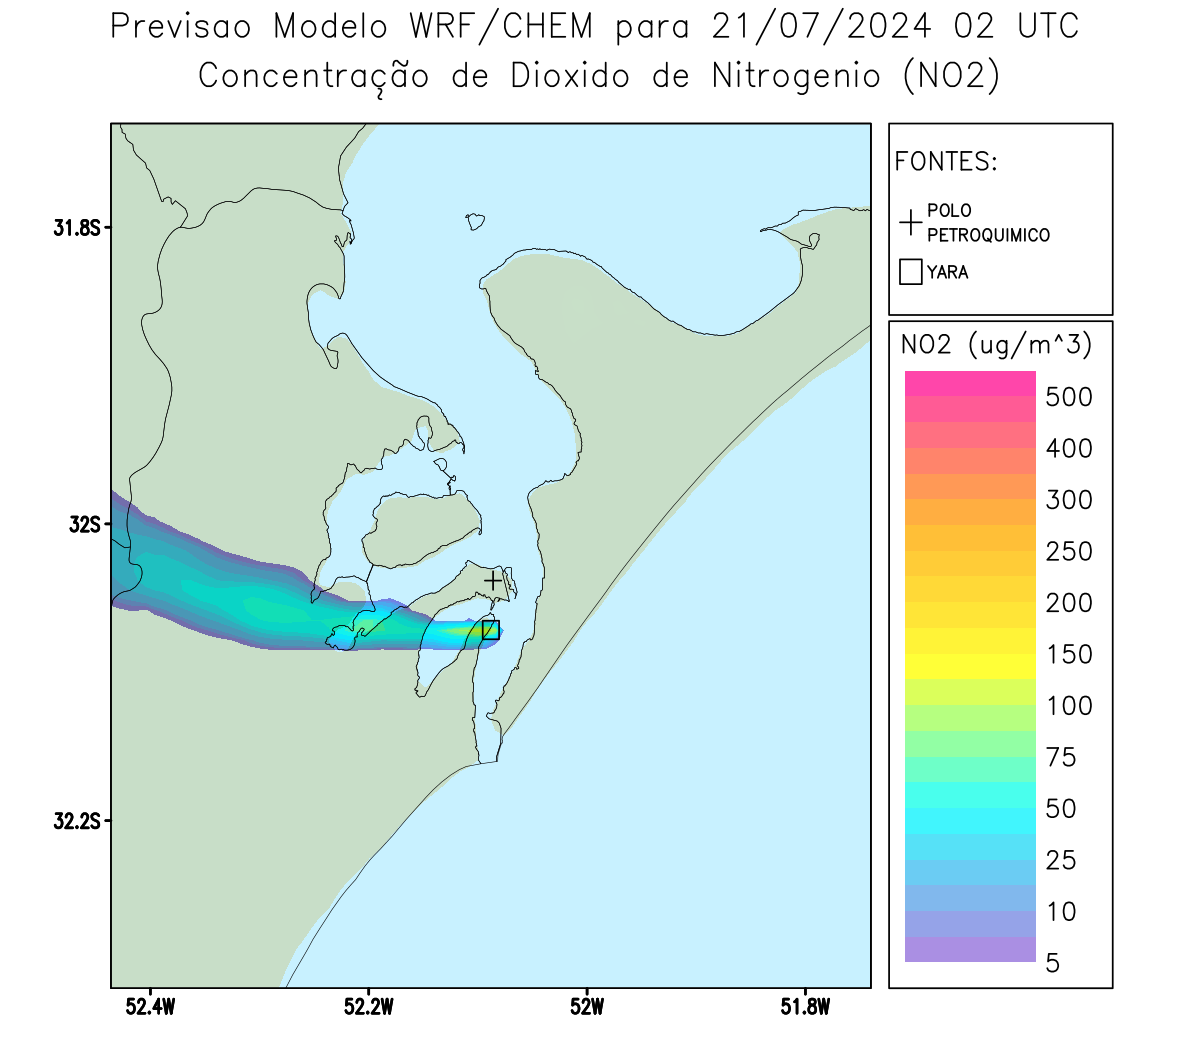 Previsao Modelo WRF/CHEM para 21/07/2024 02 UTC
Concentração de Dioxido de Nitrogenio (NO2)
FONTES:
POLO
PETROQUIMICO
YARA
NO2 (ug/m^3)
500
400
300
250
200
150
100
75
50
25
10
5
31.8S
32S
32.2S
52.4W
52.2W
52W
51.8W